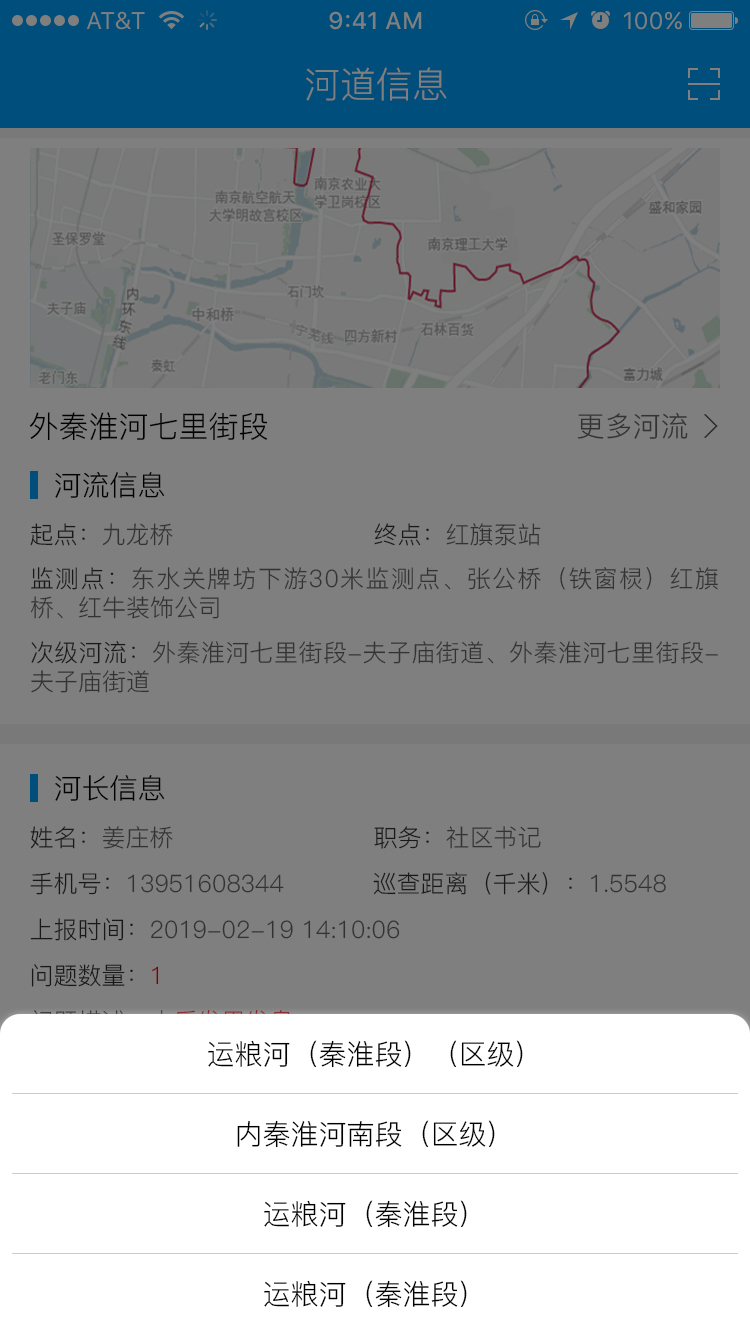 AT&T 9:41 AM 100%
河道信息
南京航空航天
大学明故宫校区
南京农业大
学卫岗校区
盛和家园
圣保罗堂
南京理工大学
石门坎
内环东线
夫子庙
中和桥
宁芜线
四方新村
石林百货
秦虹
老门东
富力城
外秦淮河七里街段 更多河流
河流信息
起点：九龙桥 终点：红旗泵站
监测点：东水关牌坊下游30米监测点、张公桥（铁窗棂）红旗
桥、红牛装饰公司
次级河流：外秦淮河七里街段-夫子庙街道、外秦淮河七里街段-
夫子庙街道
河长信息
姓名：姜庄桥 职务：社区书记
手机号：13951608344 巡查距离（千米）：1.5548
上报时间：2019-02-19 14:10:06
问题数量：1
运粮河（秦淮段）（区级）
内秦淮河南段（区级）
运粮河（秦淮段）
运粮河（秦淮段）